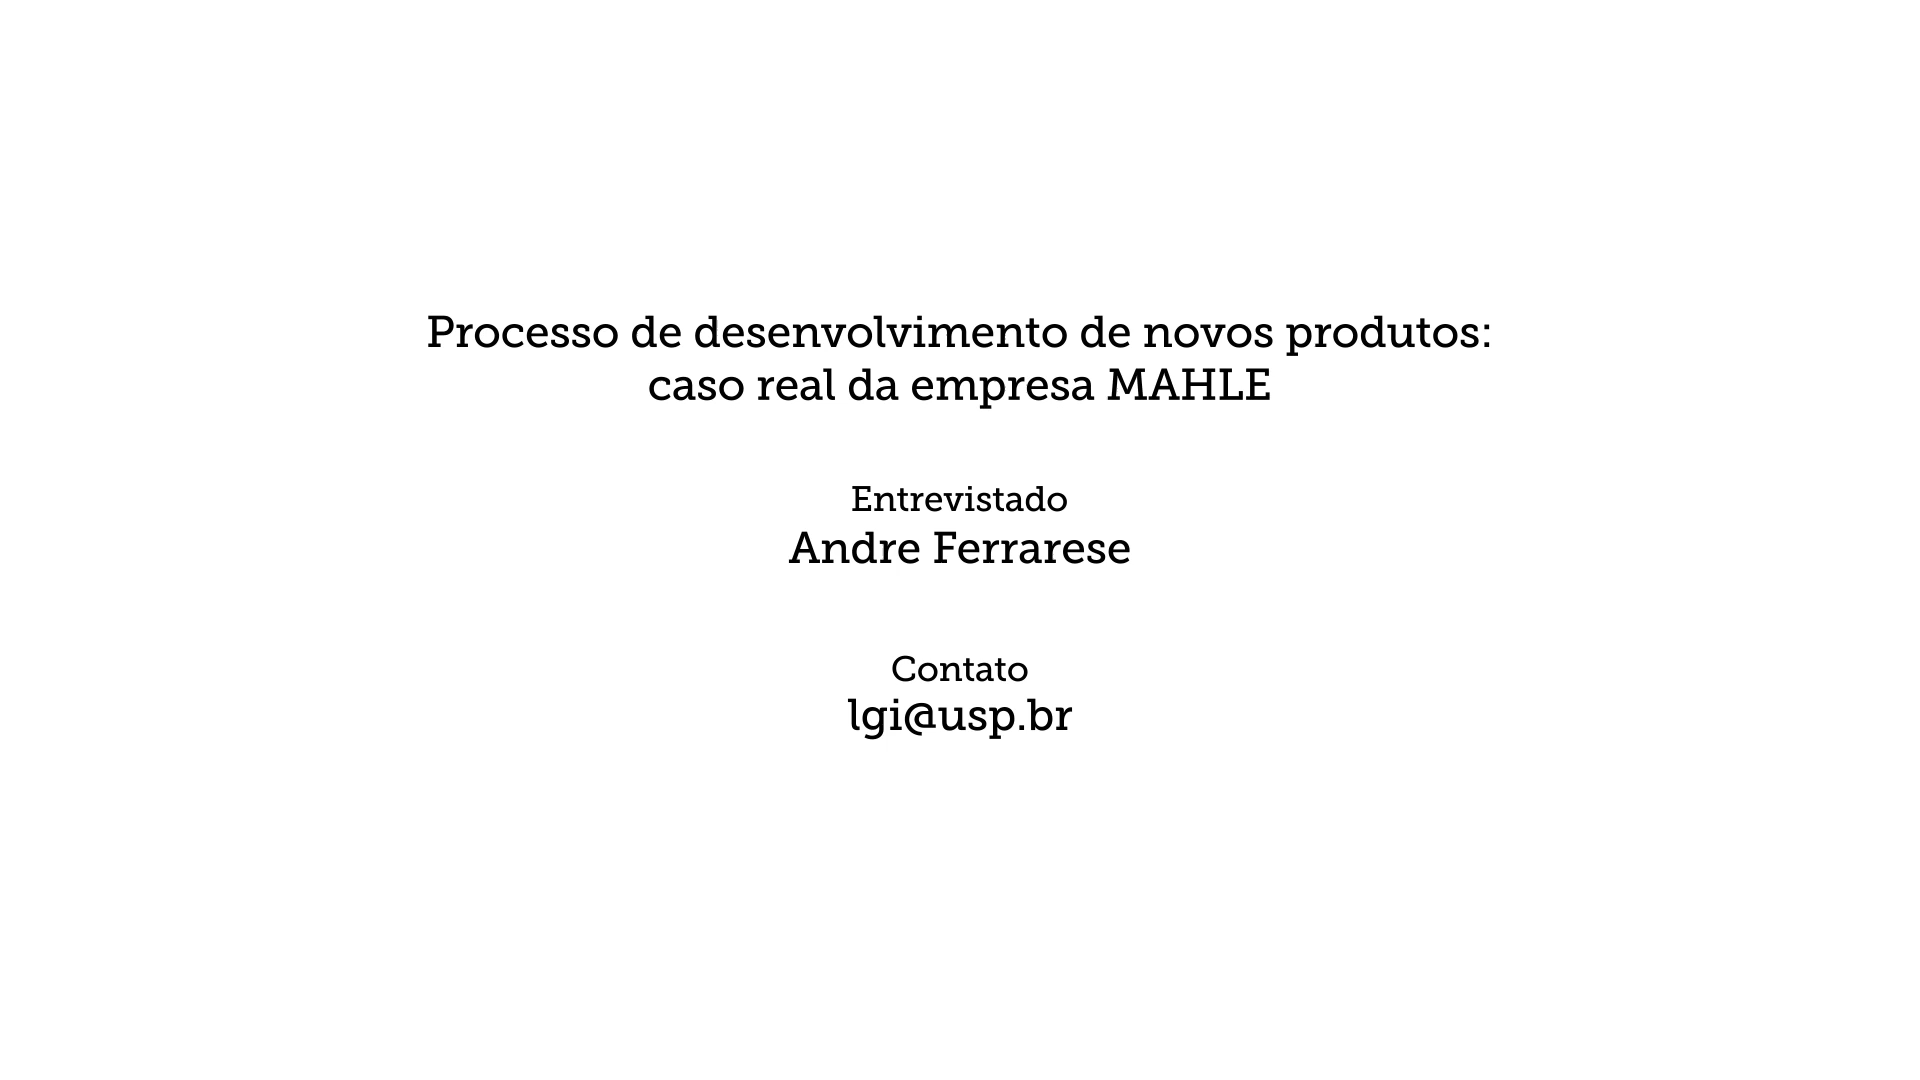 Processo de desenvolvimento de novos produtos:
caso real da empresa MAHLE
Entrevistado
Andre Ferrarese
Contato
lgi@usp.br